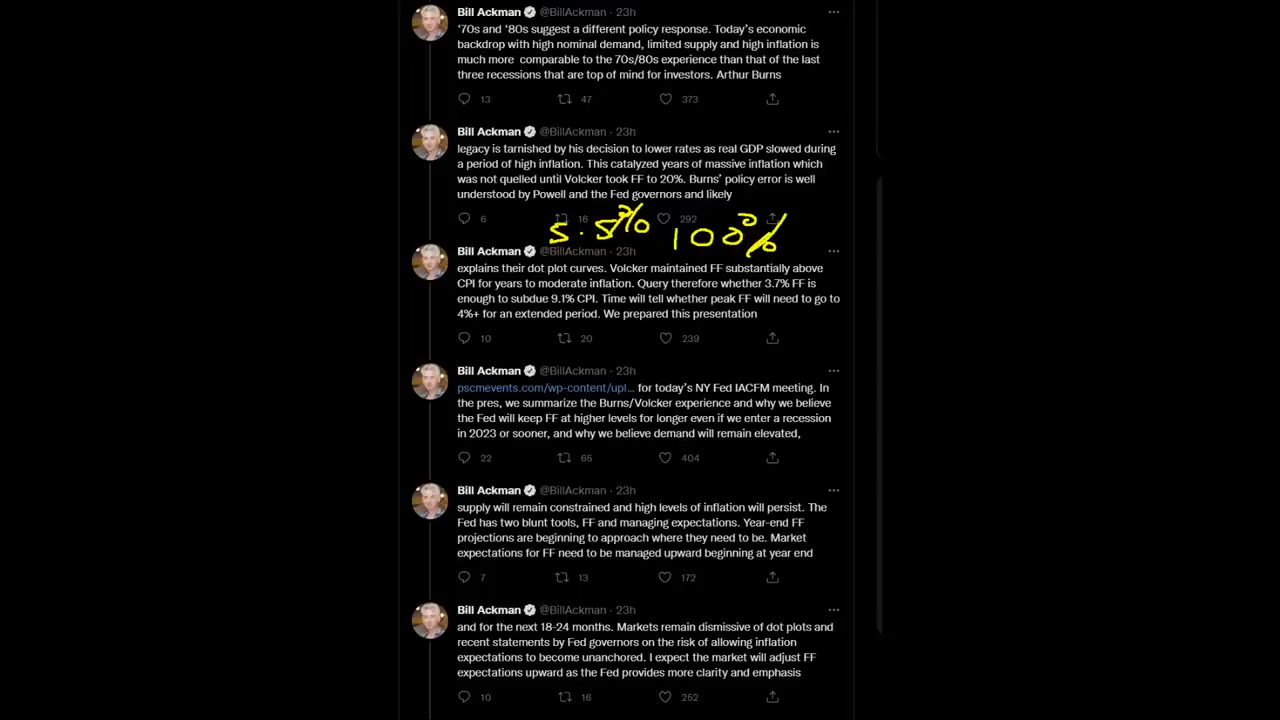 Bill Ackman @BillAckman · 23h ···
‘70s and ‘80s suggest a different policy response. Today’s economic
backdrop with high nominal demand, limited supply and high inflation is
much more comparable to the 70s/80s experience than that of the last
three recessions that are top of mind for investors. Arthur Burns
13 47 373
Bill Ackman @BillAckman · 23h ···
legacy is tarnished by his decision to lower rates as real GDP slowed during
a period of high inflation. This catalyzed years of massive inflation which
was not quelled until Volcker took FF to 20%. Burns’ policy error is well
understood by Powell and the Fed governors and likely
6 16 292
5.5% 100%
Bill Ackman @BillAckman · 23h ···
explains their dot plot curves. Volcker maintained FF substantially above
CPI for years to moderate inflation. Query therefore whether 3.7% FF is
enough to subdue 9.1% CPI. Time will tell whether peak FF will need to go to
4%+ for an extended period. We prepared this presentation
10 20 239
Bill Ackman @BillAckman · 23h ···
pscmevents.com/wp-content/upl... for today’s NY Fed IACFM meeting. In
the pres, we summarize the Burns/Volcker experience and why we believe
the Fed will keep FF at higher levels for longer even if we enter a recession
in 2023 or sooner, and why we believe demand will remain elevated,
22 65 404
Bill Ackman @BillAckman · 23h ···
supply will remain constrained and high levels of inflation will persist. The
Fed has two blunt tools, FF and managing expectations. Year-end FF
projections are beginning to approach where they need to be. Market
expectations for FF need to be managed upward beginning at year end
7 13 172
Bill Ackman @BillAckman · 23h ···
and for the next 18-24 months. Markets remain dismissive of dot plots and
recent statements by Fed governors on the risk of allowing inflation
expectations to become unanchored. I expect the market will adjust FF
expectations upward as the Fed provides more clarity and emphasis
10 16 252